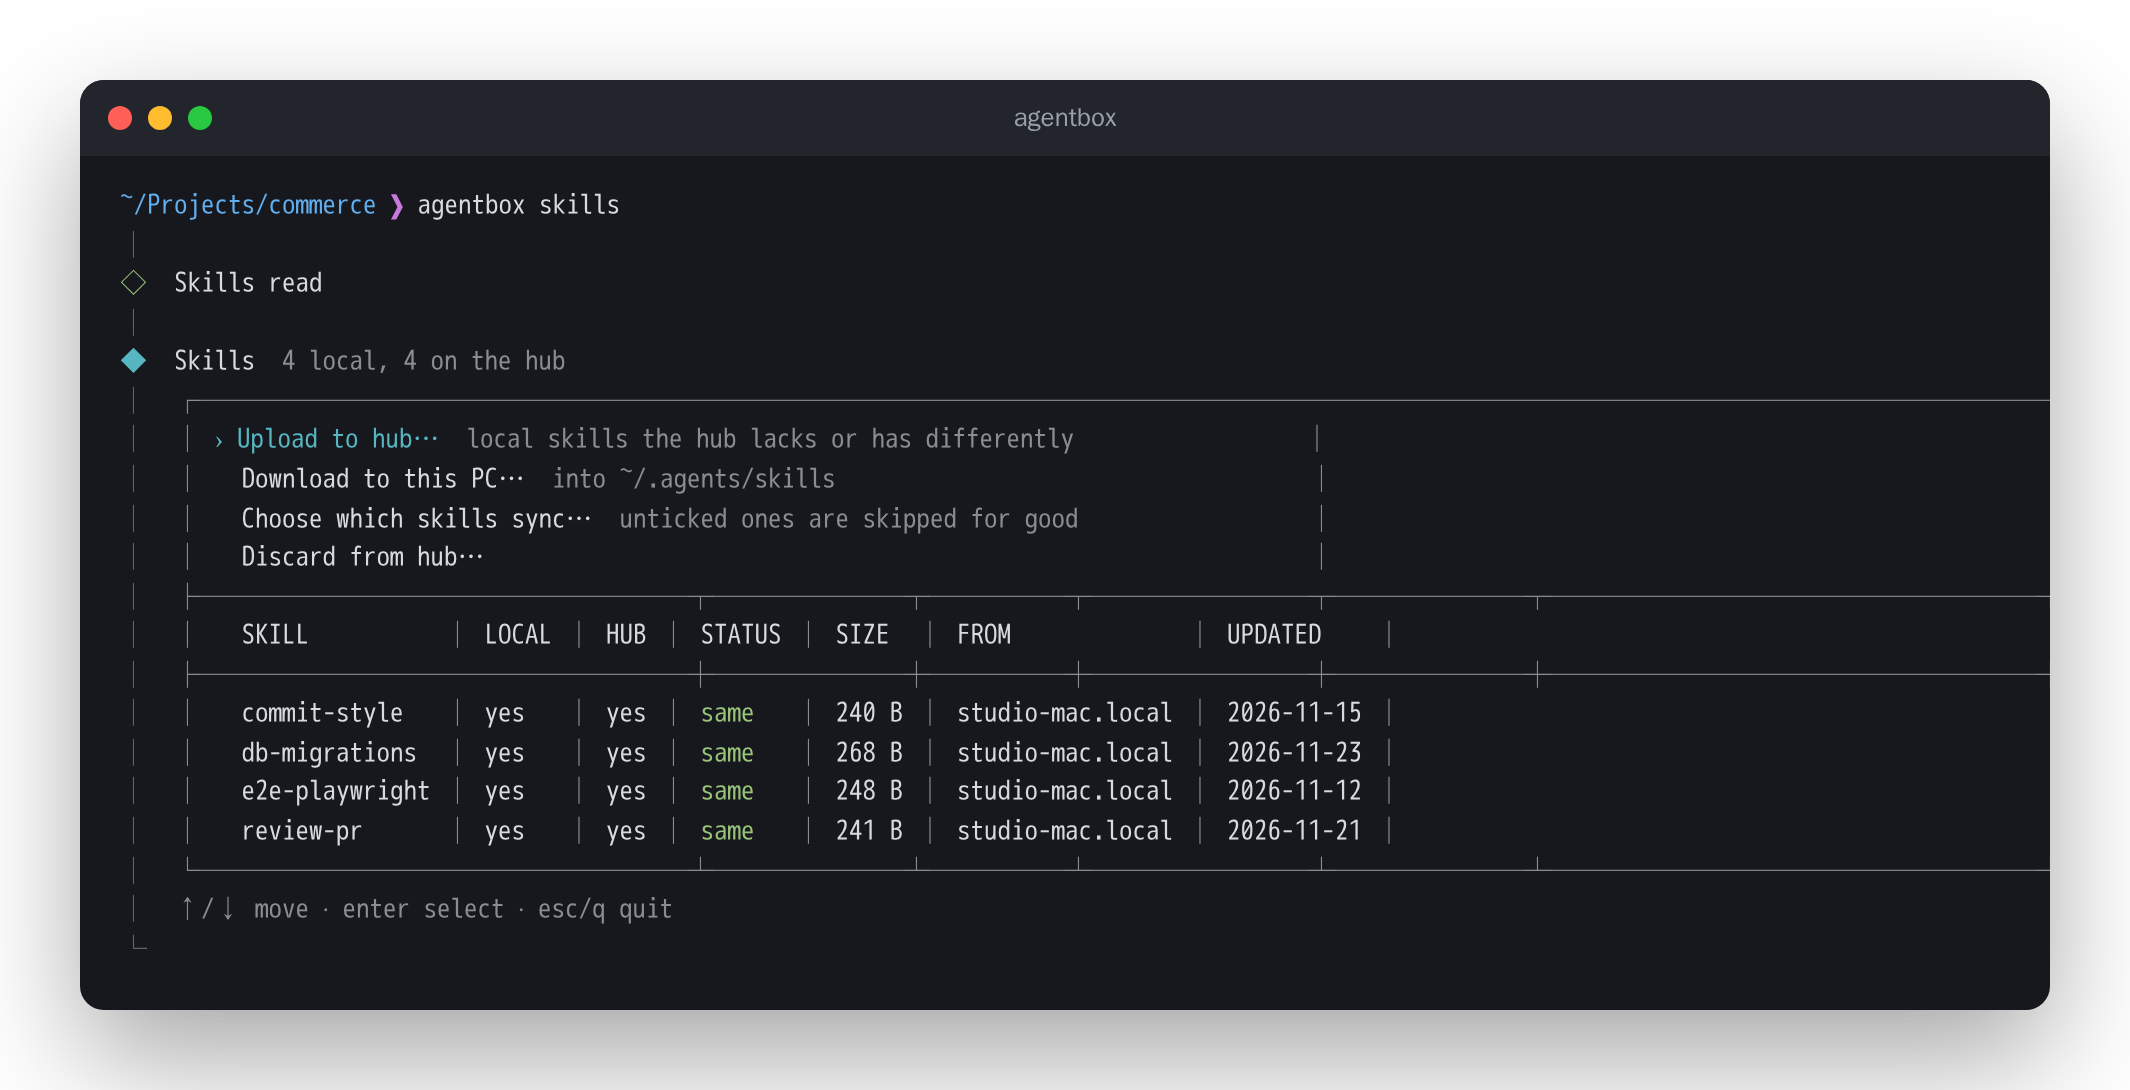 agentbox
~/Projects/commerce ❯ agentbox skills
Skills read
Skills  4 local, 4 on the hub
› Upload to hub…  local skills the hub lacks or has differently
Download to this PC…  into ~/.agents/skills
Choose which skills sync…  unticked ones are skipped for good
Discard from hub…
SKILL │ LOCAL │ HUB │ STATUS │ SIZE │ FROM │ UPDATED │
commit-style │ yes │ yes │ same │ 240 B │ studio-mac.local │ 2026-11-15 │
db-migrations │ yes │ yes │ same │ 268 B │ studio-mac.local │ 2026-11-23 │
e2e-playwright │ yes │ yes │ same │ 248 B │ studio-mac.local │ 2026-11-12 │
review-pr │ yes │ yes │ same │ 241 B │ studio-mac.local │ 2026-11-21 │
↑/↓ move · enter select · esc/q quit